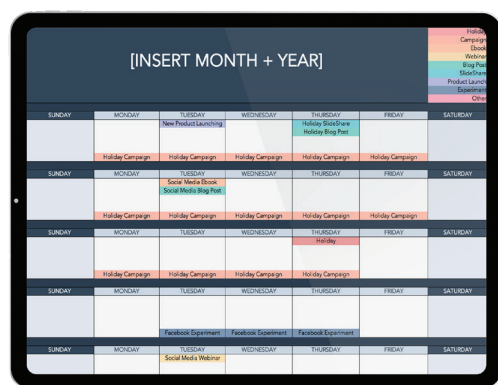 [INSERT MONTH + YEAR]
Holiday
Campaign
Ebook
Webinar
Blog Post
SlideShare
Product Launch
Experiment
Other
SUNDAY MONDAY TUESDAY WEDNESDAY THURSDAY FRIDAY SATURDAY
New Product Launching Holiday SlideShare
Holiday Blog Post
Holiday Campaign Holiday Campaign Holiday Campaign Holiday Campaign Holiday Campaign
SUNDAY MONDAY TUESDAY WEDNESDAY THURSDAY FRIDAY SATURDAY
Social Media Ebook
Social Media Blog Post
Holiday Campaign Holiday Campaign Holiday Campaign Holiday Campaign Holiday Campaign
SUNDAY MONDAY TUESDAY WEDNESDAY THURSDAY FRIDAY SATURDAY
Holiday
Holiday Campaign Holiday Campaign Holiday Campaign Holiday Campaign
SUNDAY MONDAY TUESDAY WEDNESDAY THURSDAY FRIDAY SATURDAY
Facebook Experiment Facebook Experiment Facebook Experiment
SUNDAY MONDAY TUESDAY WEDNESDAY THURSDAY FRIDAY SATURDAY
Social Media Webinar